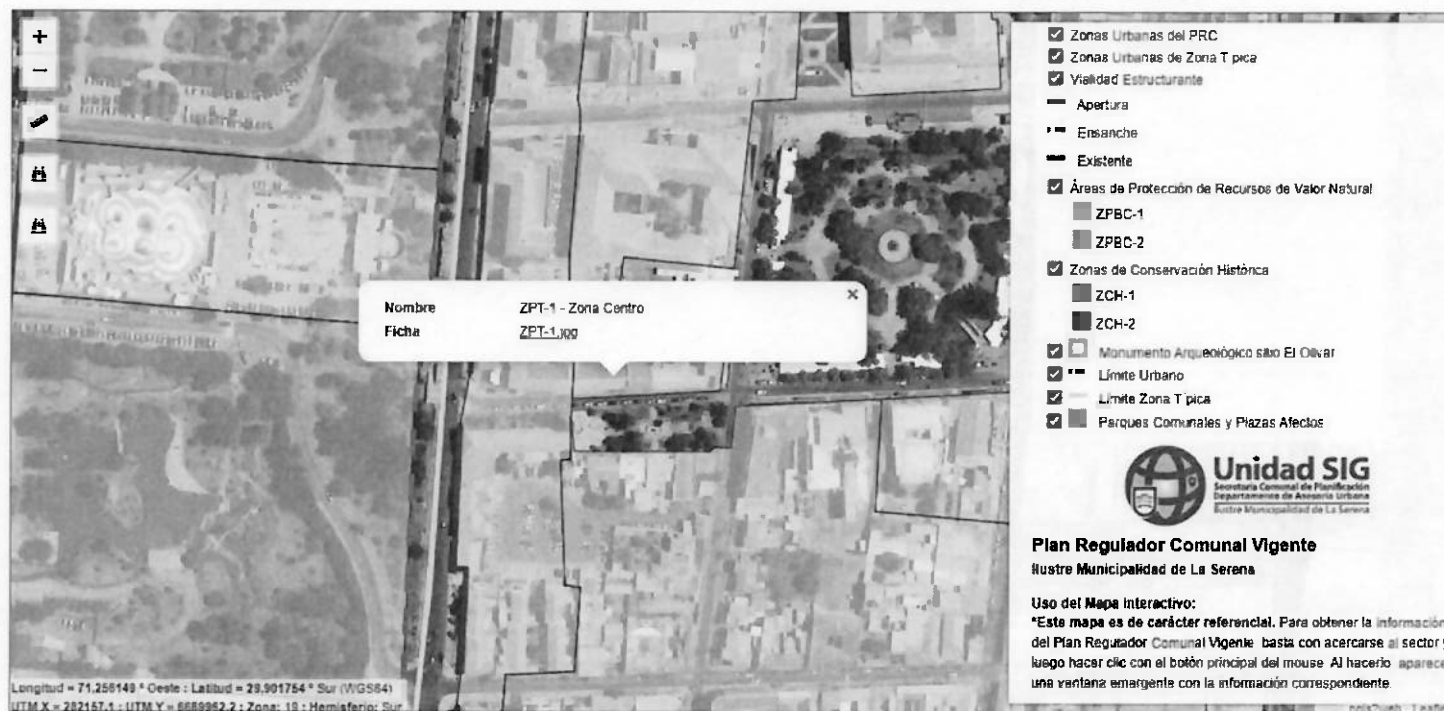 +
−
Nombre ZPT-1 - Zona Centro
Ficha ZPT-1.jpg
×
Longitud = 71.256149 ° Oeste : Latitud = 29.901754 ° Sur (WGS84)
UTM X = 282157.1 : UTM Y = 6689952.2 : Zona: 19 : Hemisferio: Sur
Zonas Urbanas del PRC
Zonas Urbanas de Zona T pica
Vialidad Estructurante
Apertura
Ensanche
Existente
Áreas de Protección de Recursos de Valor Natural
ZPBC-1
ZPBC-2
Zonas de Conservación Histórica
ZCH-1
ZCH-2
Monumento Arqueológico sitio El Olivar
Límite Urbano
Límite Zona T pica
Parques Comunales y Plazas Afectos
Unidad SIG
Secretaría Comunal de Planificación
Departamento de Asesoría Urbana
Ilustre Municipalidad de La Serena
Plan Regulador Comunal Vigente
Ilustre Municipalidad de La Serena
Uso del Mapa Interactivo:
*Este mapa es de carácter referencial. Para obtener la información
del Plan Regulador Comunal Vigente basta con acercarse al sector y
luego hacer clic con el botón principal del mouse Al hacerlo aparece
una ventana emergente con la información correspondiente.